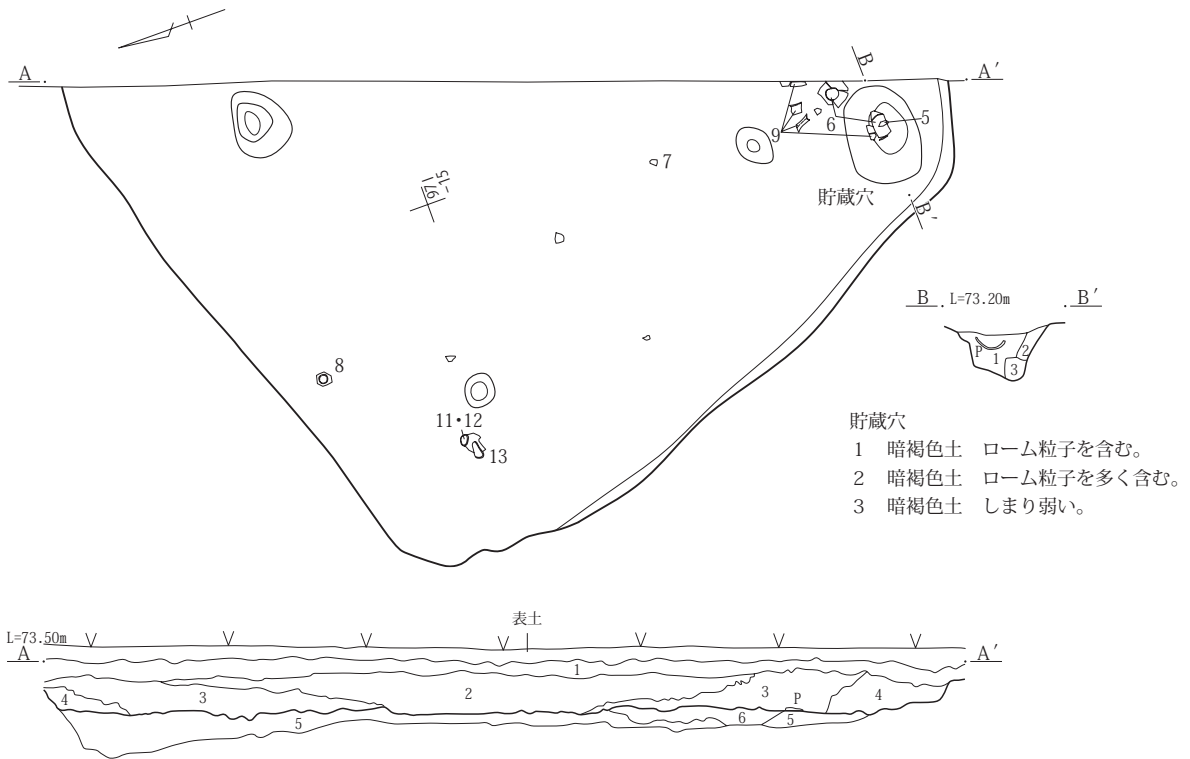 A
A′
B
5
6
9
7
97
-15
貯蔵穴
B′
B L=73.20m B′
P
1
2
3
8
11・12
13
貯蔵穴
1 暗褐色土 ローム粒子を含む。
2 暗褐色土 ローム粒子を多く含む。
3 暗褐色土 しまり弱い。
表土
L=73.50m
A
A′
1
2
3
3
4
4
P
5
6
5